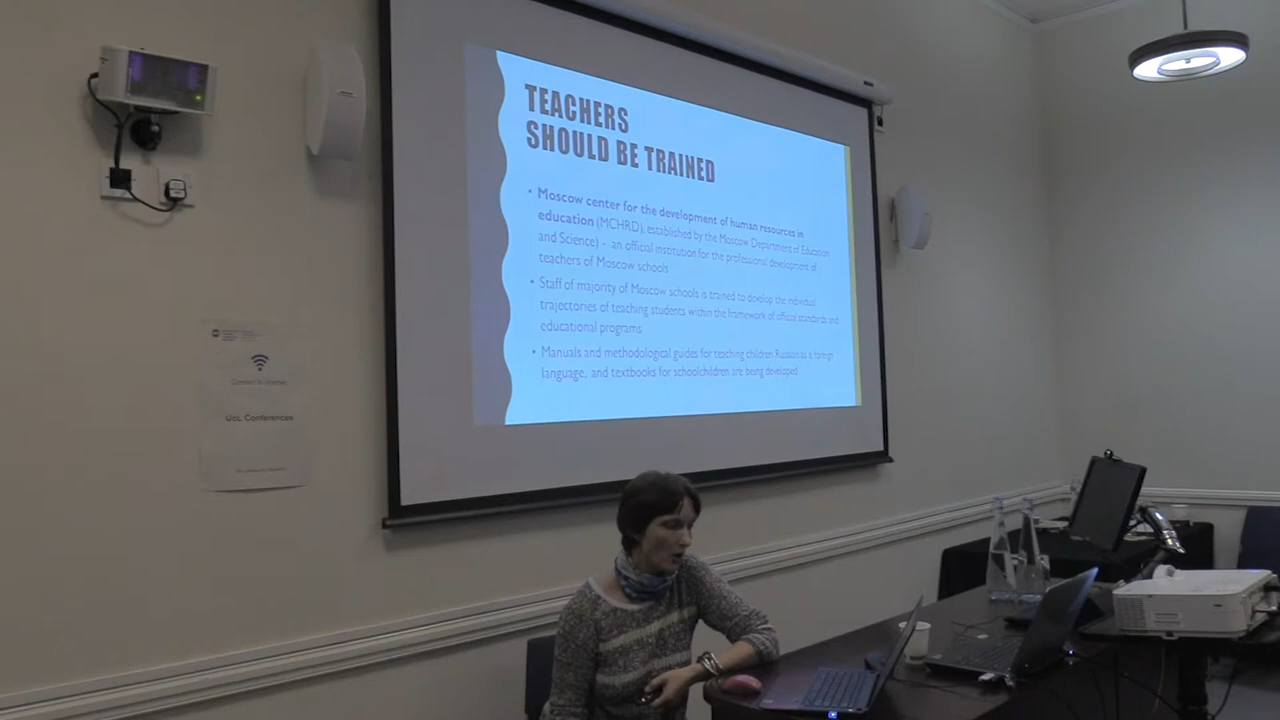 TEACHERS
SHOULD BE TRAINED
• Moscow center for the development of human resources in
education (MCHRD), established by the Moscow Department of Education
and Science) - an official institution for the professional development of
teachers of Moscow schools
• Staff of majority of Moscow schools is trained to develop the individual
trajectories of teaching students within the framework of official standards and
educational programs
• Manuals and methodological guides for teaching children Russian as a foreign
language, and textbooks for schoolchildren are being developed
Connect to Internet
UCL Conferences